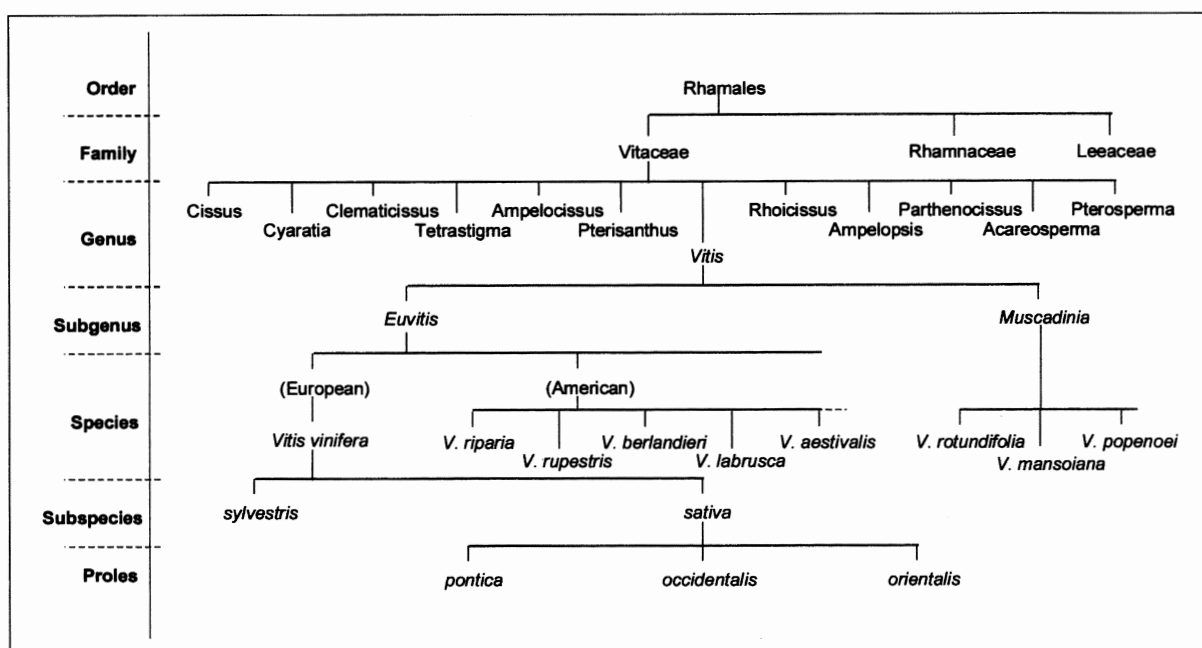 Order Rhamales
Family Vitaceae Rhamnaceae Leeaceae
Cissus Clematicissus Ampelocissus Rhoicissus Parthenocissus Pterosperma
Cyaratia Tetrastigma Pterisanthus Ampelopsis Acareosperma
Genus
Vitis
Subgenus Euvitis Muscadinia
(European) (American)
Species
Vitis vinifera V. riparia V. berlandieri V. aestivalis V. rotundifolia V. popenoei
V. rupestris V. labrusca V. mansoiana
Subspecies sylvestris sativa
Proles pontica occidentalis orientalis